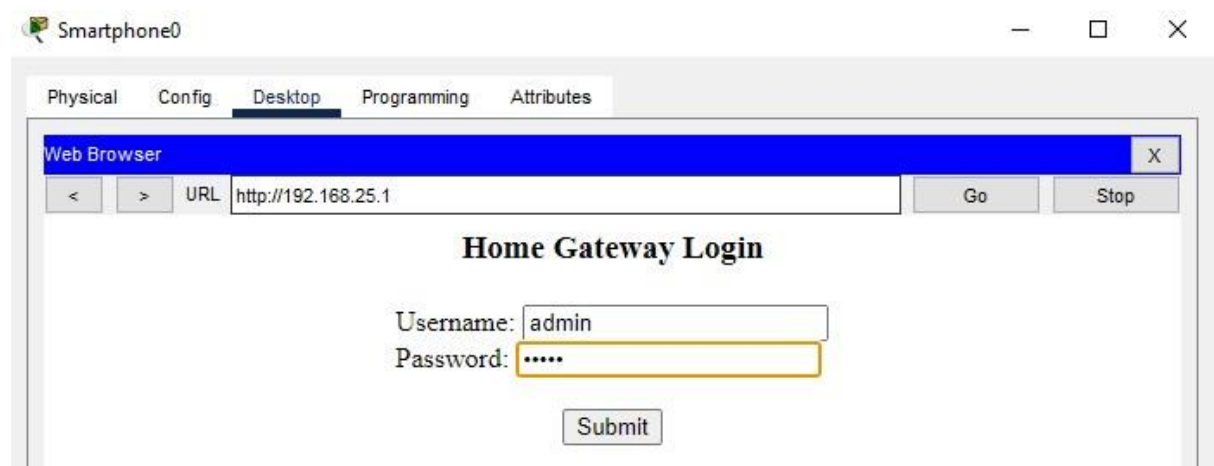 Smartphone0
Physical Config Desktop Programming Attributes
Web Browser X
< > URL http://192.168.25.1 Go Stop
Home Gateway Login
Username: admin
Password: •••••
Submit